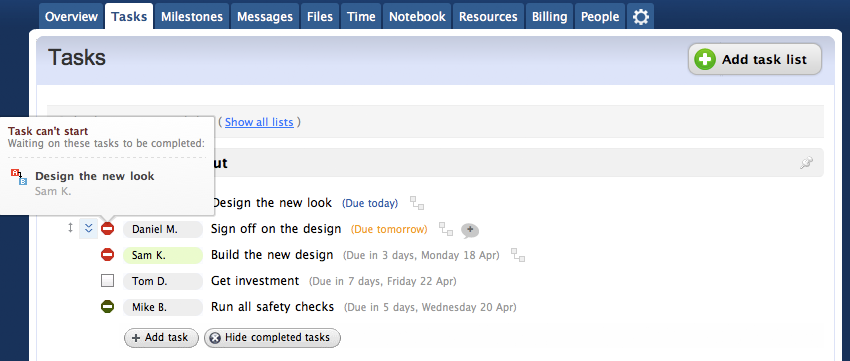 Overview Tasks Milestones Messages Files Time Notebook Resources Billing People
Tasks
Add task list
( Show all lists )
Task can't start
Waiting on these tasks to be completed:
Design the new look
Sam K.
ut
Design the new look (Due today)
Daniel M. Sign off on the design (Due tomorrow)
Sam K. Build the new design (Due in 3 days, Monday 18 Apr)
Tom D. Get investment (Due in 7 days, Friday 22 Apr)
Mike B. Run all safety checks (Due in 5 days, Wednesday 20 Apr)
Add task Hide completed tasks